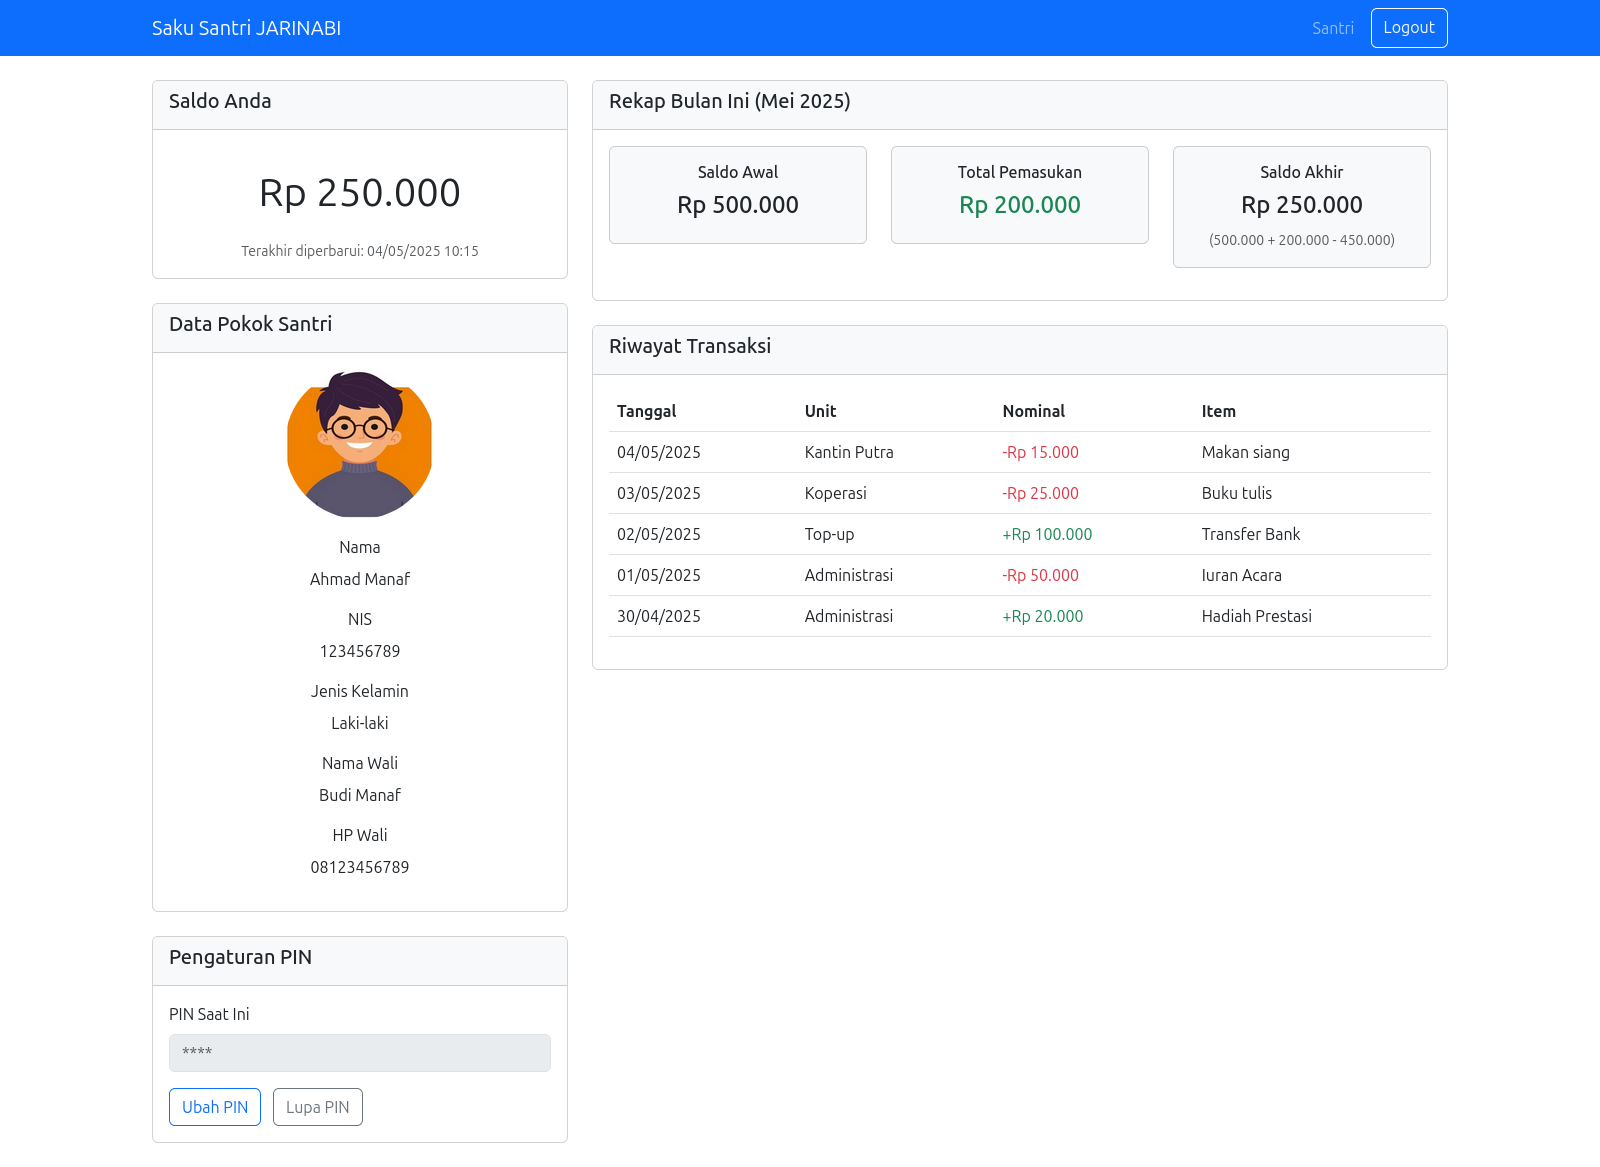 Saku Santri JARINABI
Santri
Logout
Saldo Anda
Rp 250.000
Terakhir diperbarui: 04/05/2025 10:15
Data Pokok Santri
Nama
Ahmad Manaf
NIS
123456789
Jenis Kelamin
Laki-laki
Nama Wali
Budi Manaf
HP Wali
08123456789
Pengaturan PIN
PIN Saat Ini
****
Ubah PIN Lupa PIN
Rekap Bulan Ini (Mei 2025)
Saldo Awal
Rp 500.000
Total Pemasukan
Rp 200.000
Saldo Akhir
Rp 250.000
(500.000 + 200.000 - 450.000)
Riwayat Transaksi
Tanggal Unit Nominal Item
04/05/2025 Kantin Putra -Rp 15.000 Makan siang
03/05/2025 Koperasi -Rp 25.000 Buku tulis
02/05/2025 Top-up +Rp 100.000 Transfer Bank
01/05/2025 Administrasi -Rp 50.000 Iuran Acara
30/04/2025 Administrasi +Rp 20.000 Hadiah Prestasi